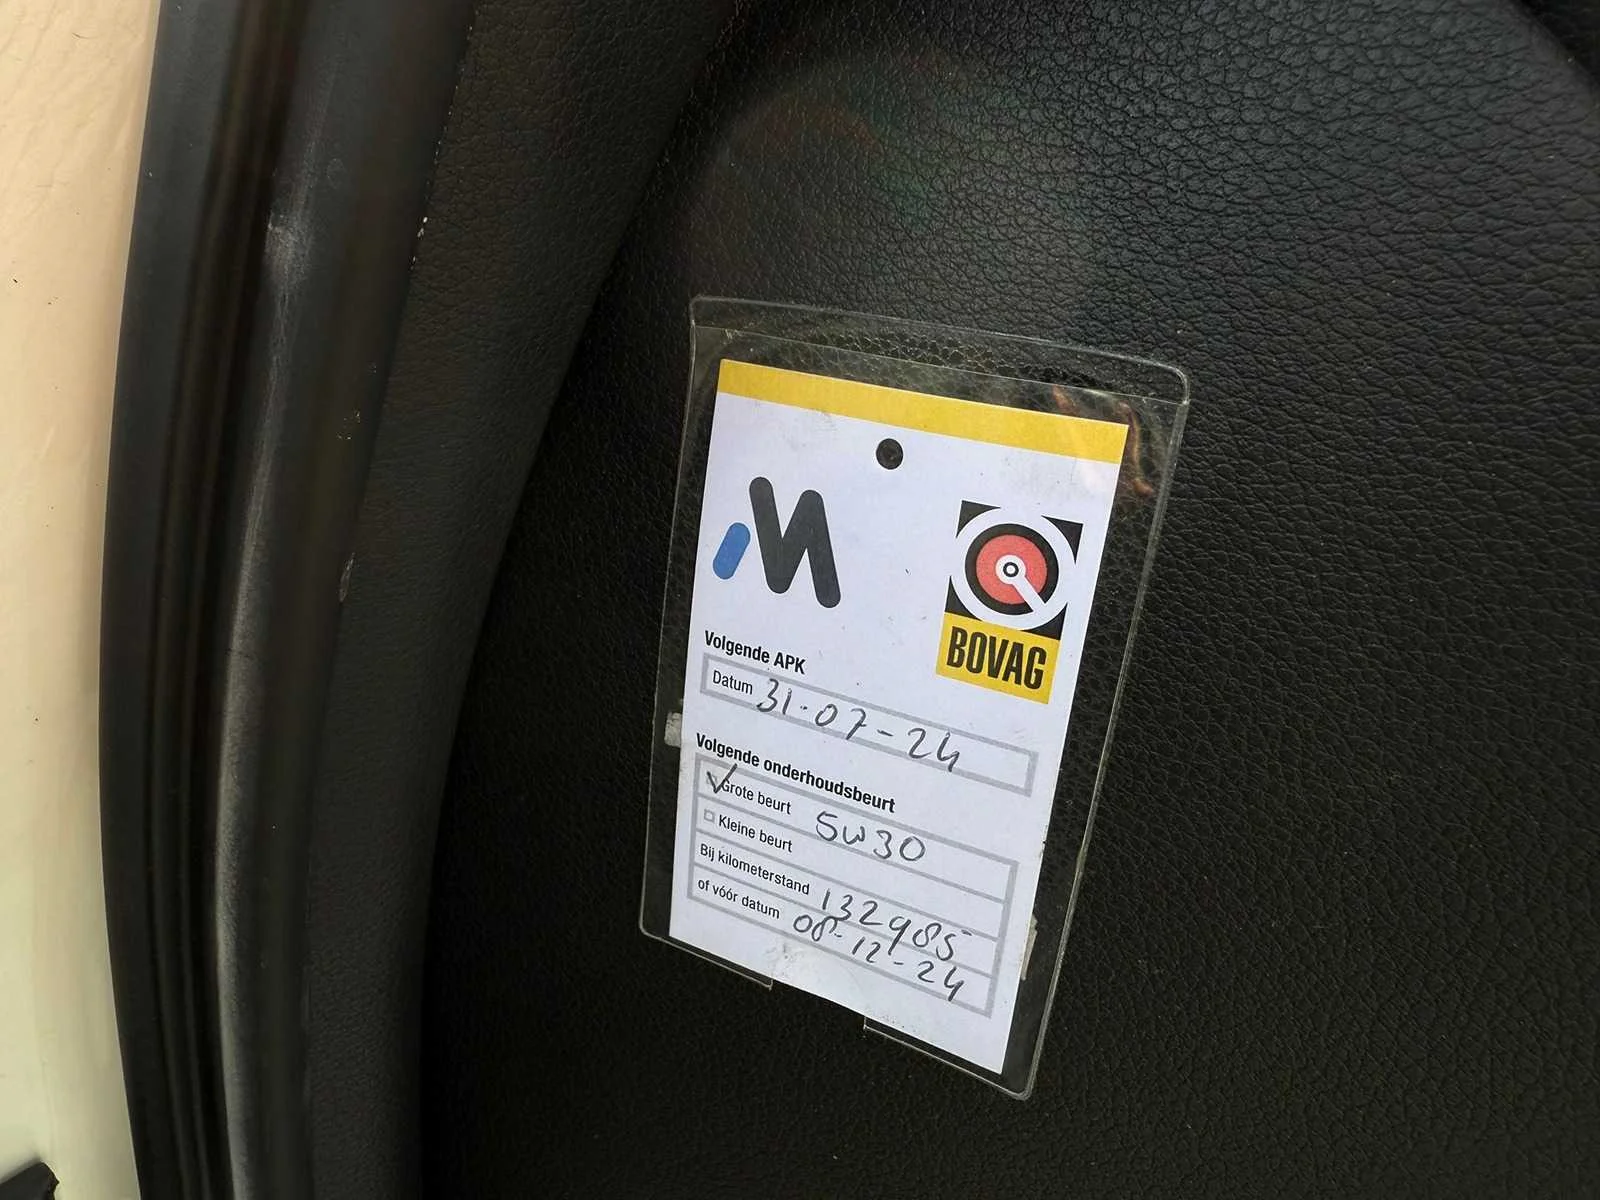 M
BOVAG
Volgende APK
Datum 31-07-24
Volgende onderhoudsbeurt
Grote beurt 5W30
Kleine beurt
Bij kilometerstand 132985
of vóór datum 08-12-24